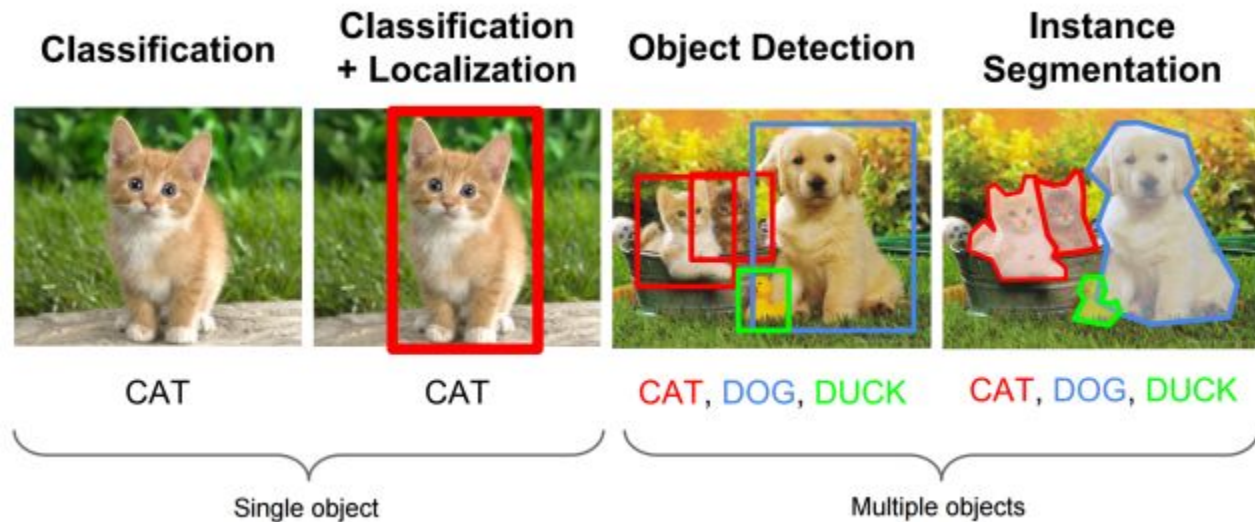 Classification
Classification
+ Localization
Object Detection
Instance
Segmentation
CAT
CAT
CAT, DOG, DUCK
CAT, DOG, DUCK
Single object
Multiple objects